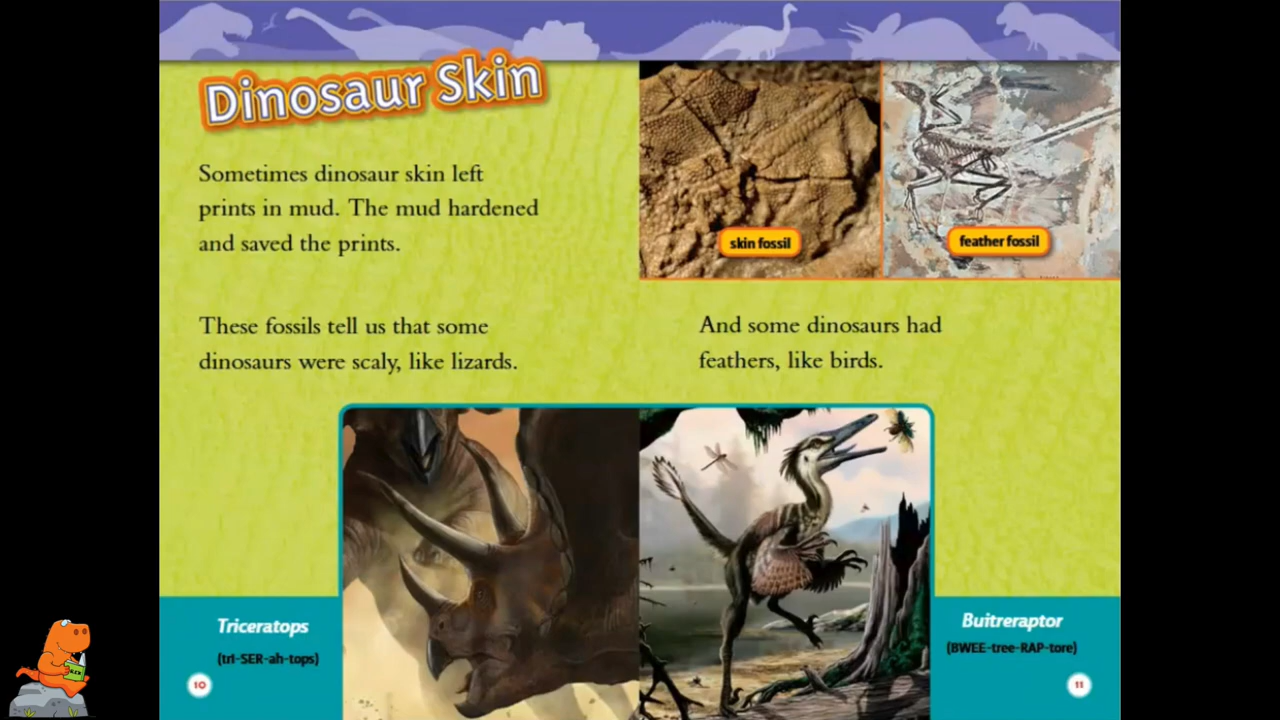 Dinosaur Skin
Sometimes dinosaur skin left
prints in mud. The mud hardened
and saved the prints.
These fossils tell us that some
dinosaurs were scaly, like lizards.
skin fossil
feather fossil
And some dinosaurs had
feathers, like birds.
Triceratops
(tri-SER-ah-tops)
10
Buitreraptor
(BWEE-tree-RAP-tore)
11